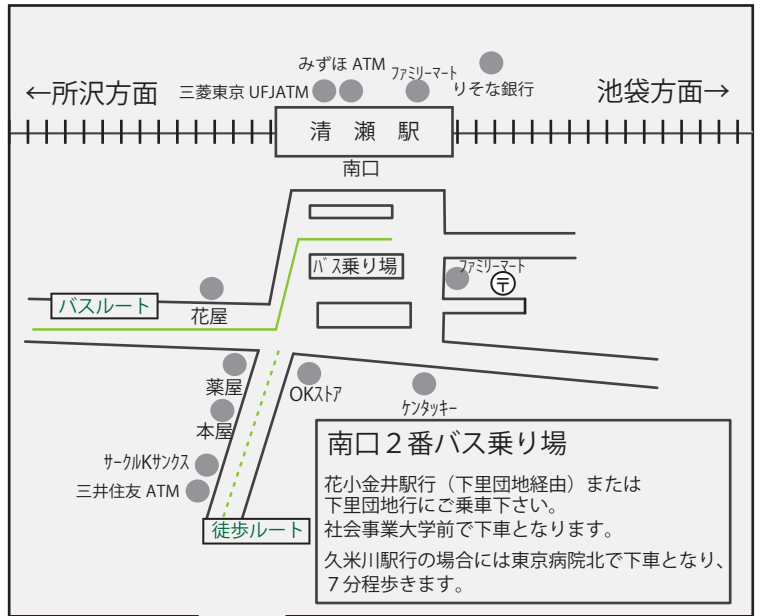 みずほ ATM
ﾌｧﾐﾘｰﾏｰﾄ
←所沢方面
三菱東京 UFJATM
りそな銀行
池袋方面→
清瀬駅
南口
バス乗り場
ﾌｧﾐﾘｰﾏｰﾄ
〒
バスルート
花屋
薬屋
OKｽﾄｱ
ｹﾝﾀｯｷｰ
本屋
ｻｰｸﾙKｻﾝｸｽ
三井住友 ATM
徒歩ルート
南口２番バス乗り場
花小金井駅行（下里団地経由）または
下里団地行にご乗車下さい。
社会事業大学前で下車となります。
久米川駅行の場合には東京病院北で下車となり、
７分程歩きます。